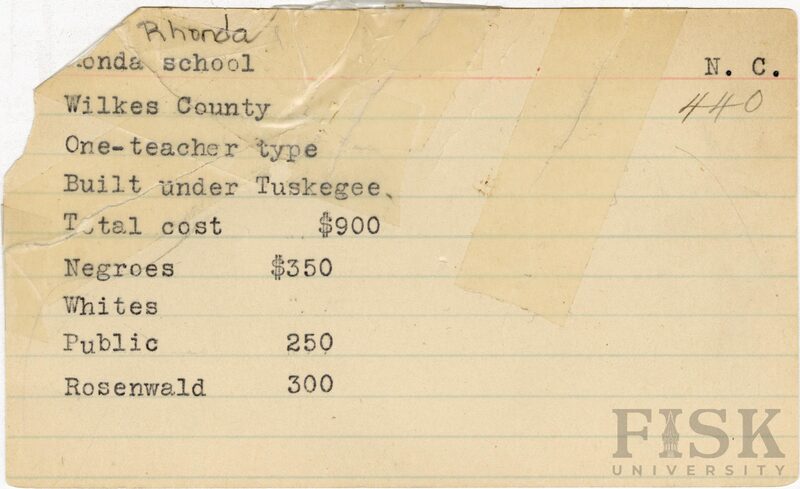 Rhonda
onda school
N. C.
440
Wilkes County
One-teacher type
Built under Tuskegee
Total cost $900
Negroes $350
Whites
Public 250
Rosenwald 300
FISK
UNIVERSITY